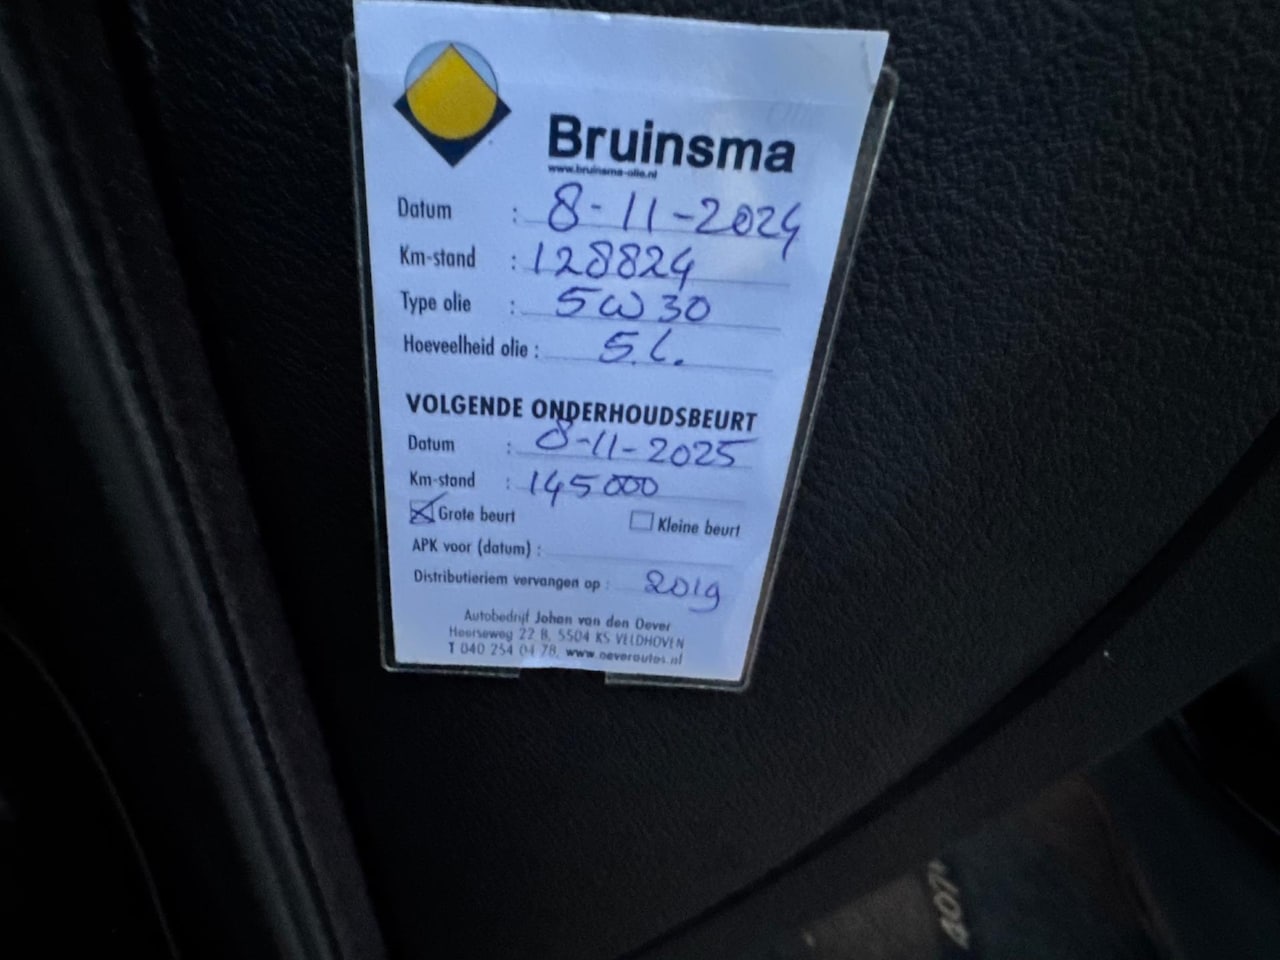 Bruinsma
www.bruinsma-olie.nl
Datum : 8-11-2024
Km-stand : 128824
Type olie : 5W30
Hoeveelheid olie : 5.L.
VOLGENDE ONDERHOUDSBEURT
Datum : 8-11-2025
Km-stand : 145000
Grote beurt Kleine beurt
APK voor (datum) :
Distributieriem vervangen op : 2019
Autobedrijf Johan van den Oever
Heerseweg 22 B, 5504 KS VELDHOVEN
T 040 254 04 78, www.oeverautos.nl
407